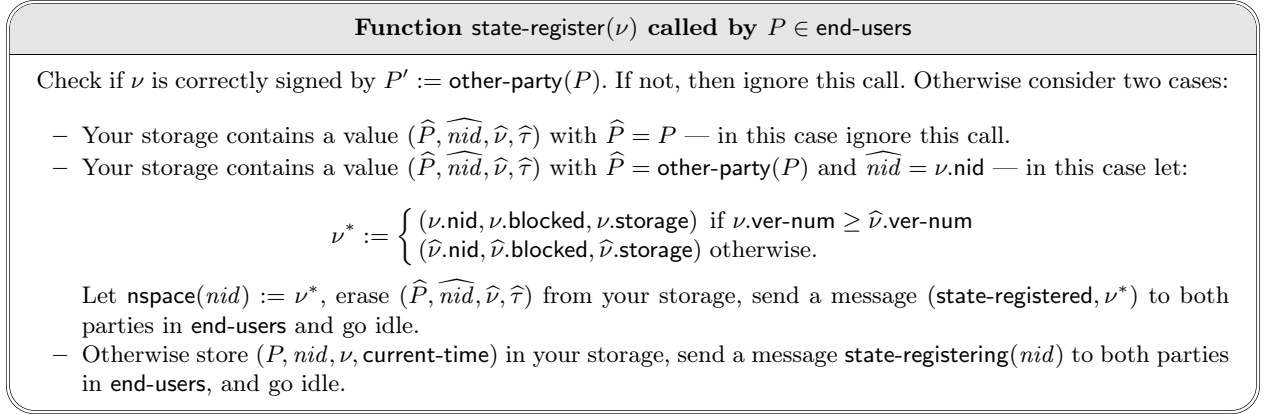 Function state-register(ν) called by P ∈ end-users
Check if ν is correctly signed by P′ := other-party(P). If not, then ignore this call. Otherwise consider two cases:
– Your storage contains a value (P̂, n͡id, ν̂, τ̂) with P̂ = P — in this case ignore this call.
– Your storage contains a value (P̂, n͡id, ν̂, τ̂) with P̂ = other-party(P) and n͡id = ν.nid — in this case let:
ν* := { (ν.nid, ν.blocked, ν.storage) if ν.ver-num ≥ ν̂.ver-num
(ν̂.nid, ν̂.blocked, ν̂.storage) otherwise.
Let nspace(nid) := ν*, erase (P̂, n͡id, ν̂, τ̂) from your storage, send a message (state-registered, ν*) to both
parties in end-users and go idle.
– Otherwise store (P, nid, ν, current-time) in your storage, send a message state-registering(nid) to both parties
in end-users, and go idle.